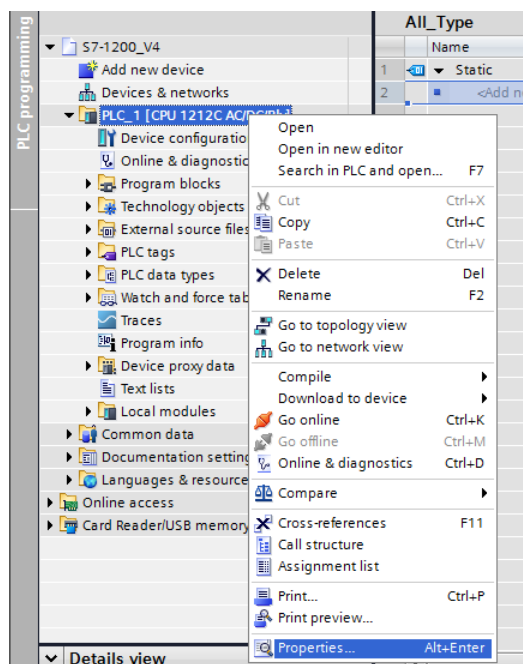 PLC programming
S7-1200_V4
Add new device
Devices & networks
PLC_1 [CPU 1212C AC/DC/Rly]
Device configuratio
Online & diagnostic
Program blocks
Technology objects
External source files
PLC tags
PLC data types
Watch and force tab
Traces
Program info
Device proxy data
Text lists
Local modules
Common data
Documentation setting
Languages & resource
Online access
Card Reader/USB memory
Details view
All_Type
Name
1 Static
2 <Add n
Open
Open in new editor
Search in PLC and open... F7
Cut Ctrl+X
Copy Ctrl+C
Paste Ctrl+V
Delete Del
Rename F2
Go to topology view
Go to network view
Compile
Download to device
Go online Ctrl+K
Go offline Ctrl+M
Online & diagnostics Ctrl+D
Compare
Cross-references F11
Call structure
Assignment list
Print... Ctrl+P
Print preview...
Properties... Alt+Enter